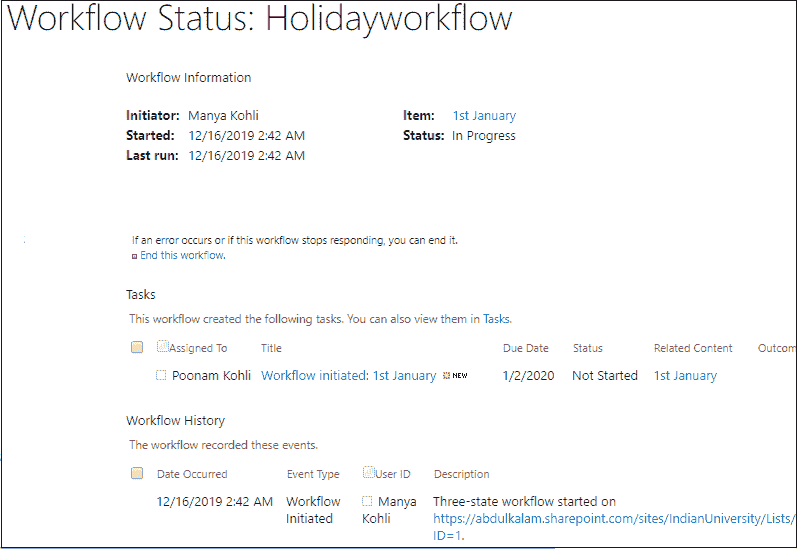 Workflow Status: Holidayworkflow
Workflow Information
Initiator: Manya Kohli Item: 1st January
Started: 12/16/2019 2:42 AM Status: In Progress
Last run: 12/16/2019 2:42 AM
If an error occurs or if this workflow stops responding, you can end it.
End this workflow.
Tasks
This workflow created the following tasks. You can also view them in Tasks.
Assigned To Title Due Date Status Related Content Outcom
Poonam Kohli Workflow initiated: 1st January NEW 1/2/2020 Not Started 1st January
Workflow History
The workflow recorded these events.
Date Occurred Event Type User ID Description
12/16/2019 2:42 AM Workflow Manya Three-state workflow started on
Initiated Kohli https://abdulkalam.sharepoint.com/sites/IndianUniversity/Lists/
ID=1.